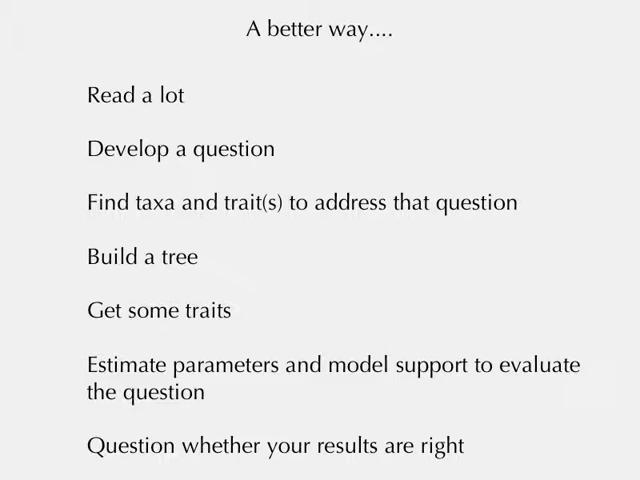 A better way....
Read a lot
Develop a question
Find taxa and trait(s) to address that question
Build a tree
Get some traits
Estimate parameters and model support to evaluate
the question
Question whether your results are right